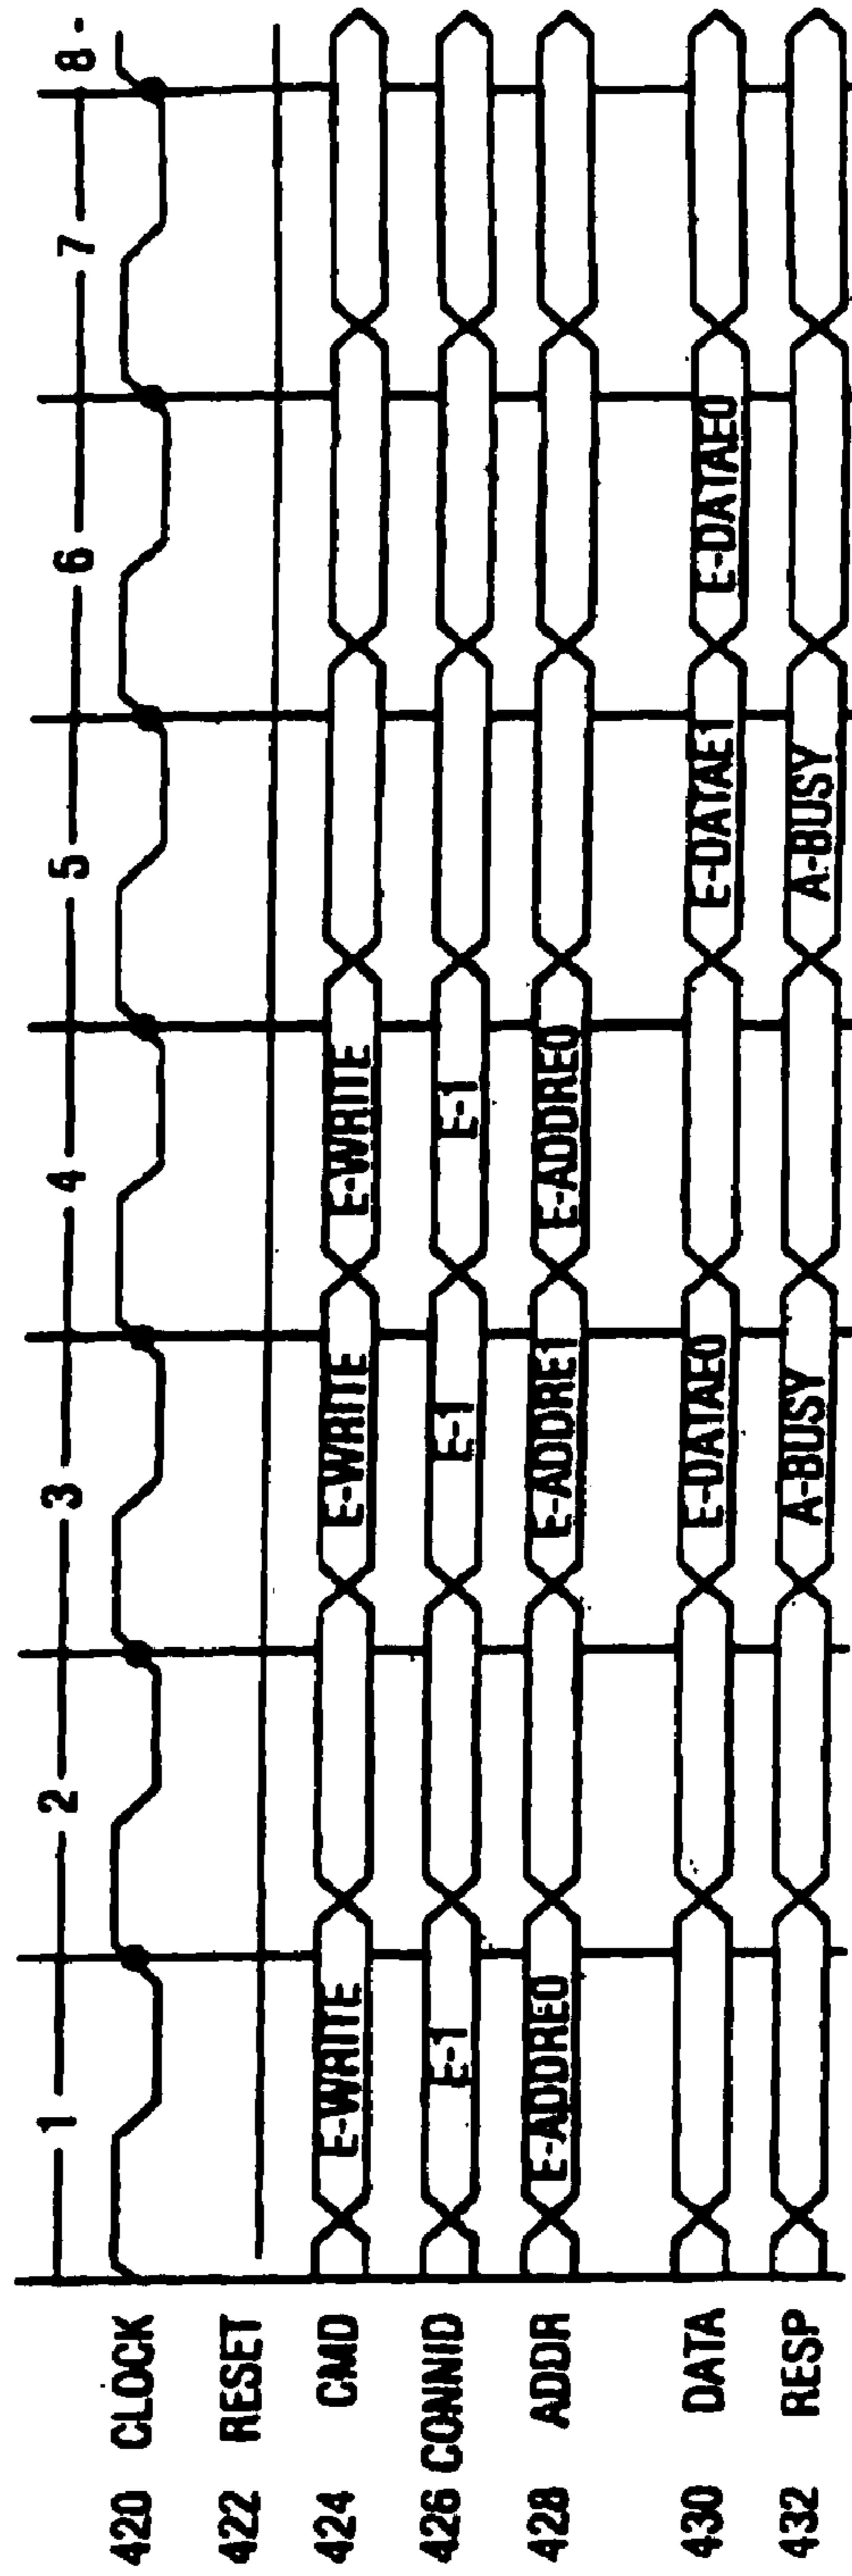 1 2 3 4 5 6 7 8
420 CLOCK
422 RESET
424 CMD E-WRITE E-WRITE E-WRITE
426 CONNID E-1 E-1 E-1
428 ADDR E-ADDRE0 E-ADDRE1 E-ADDRE0
430 DATA E-DATAE0 E-DATAE1 E-DATAE0
432 RESP A-BUSY A-BUSY